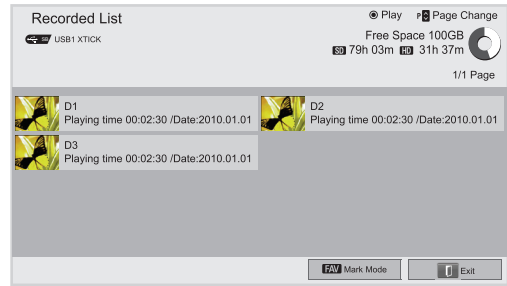 Recorded List
Play
P Page Change
USB1 XTICK
Free Space 100GB
SD 79h 03m HD 31h 37m
1/1 Page
D1
Playing time 00:02:30 /Date:2010.01.01
D2
Playing time 00:02:30 /Date:2010.01.01
D3
Playing time 00:02:30 /Date:2010.01.01
FAV Mark Mode
Exit